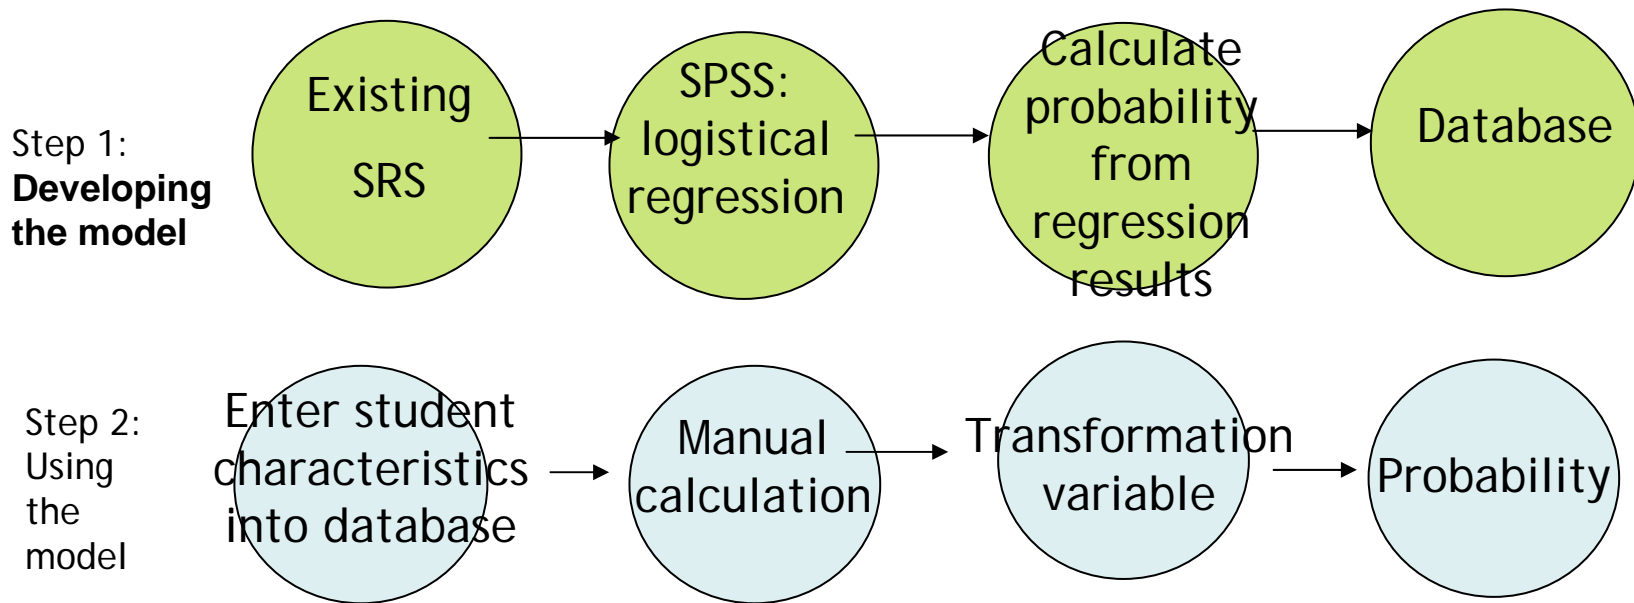 Step 1:
Developing
the model
Existing
SRS
SPSS:
logistical
regression
Calculate
probability
from
regression
results
Database
Step 2:
Using
the
model
Enter student
characteristics
into database
Manual
calculation
Transformation
variable
Probability